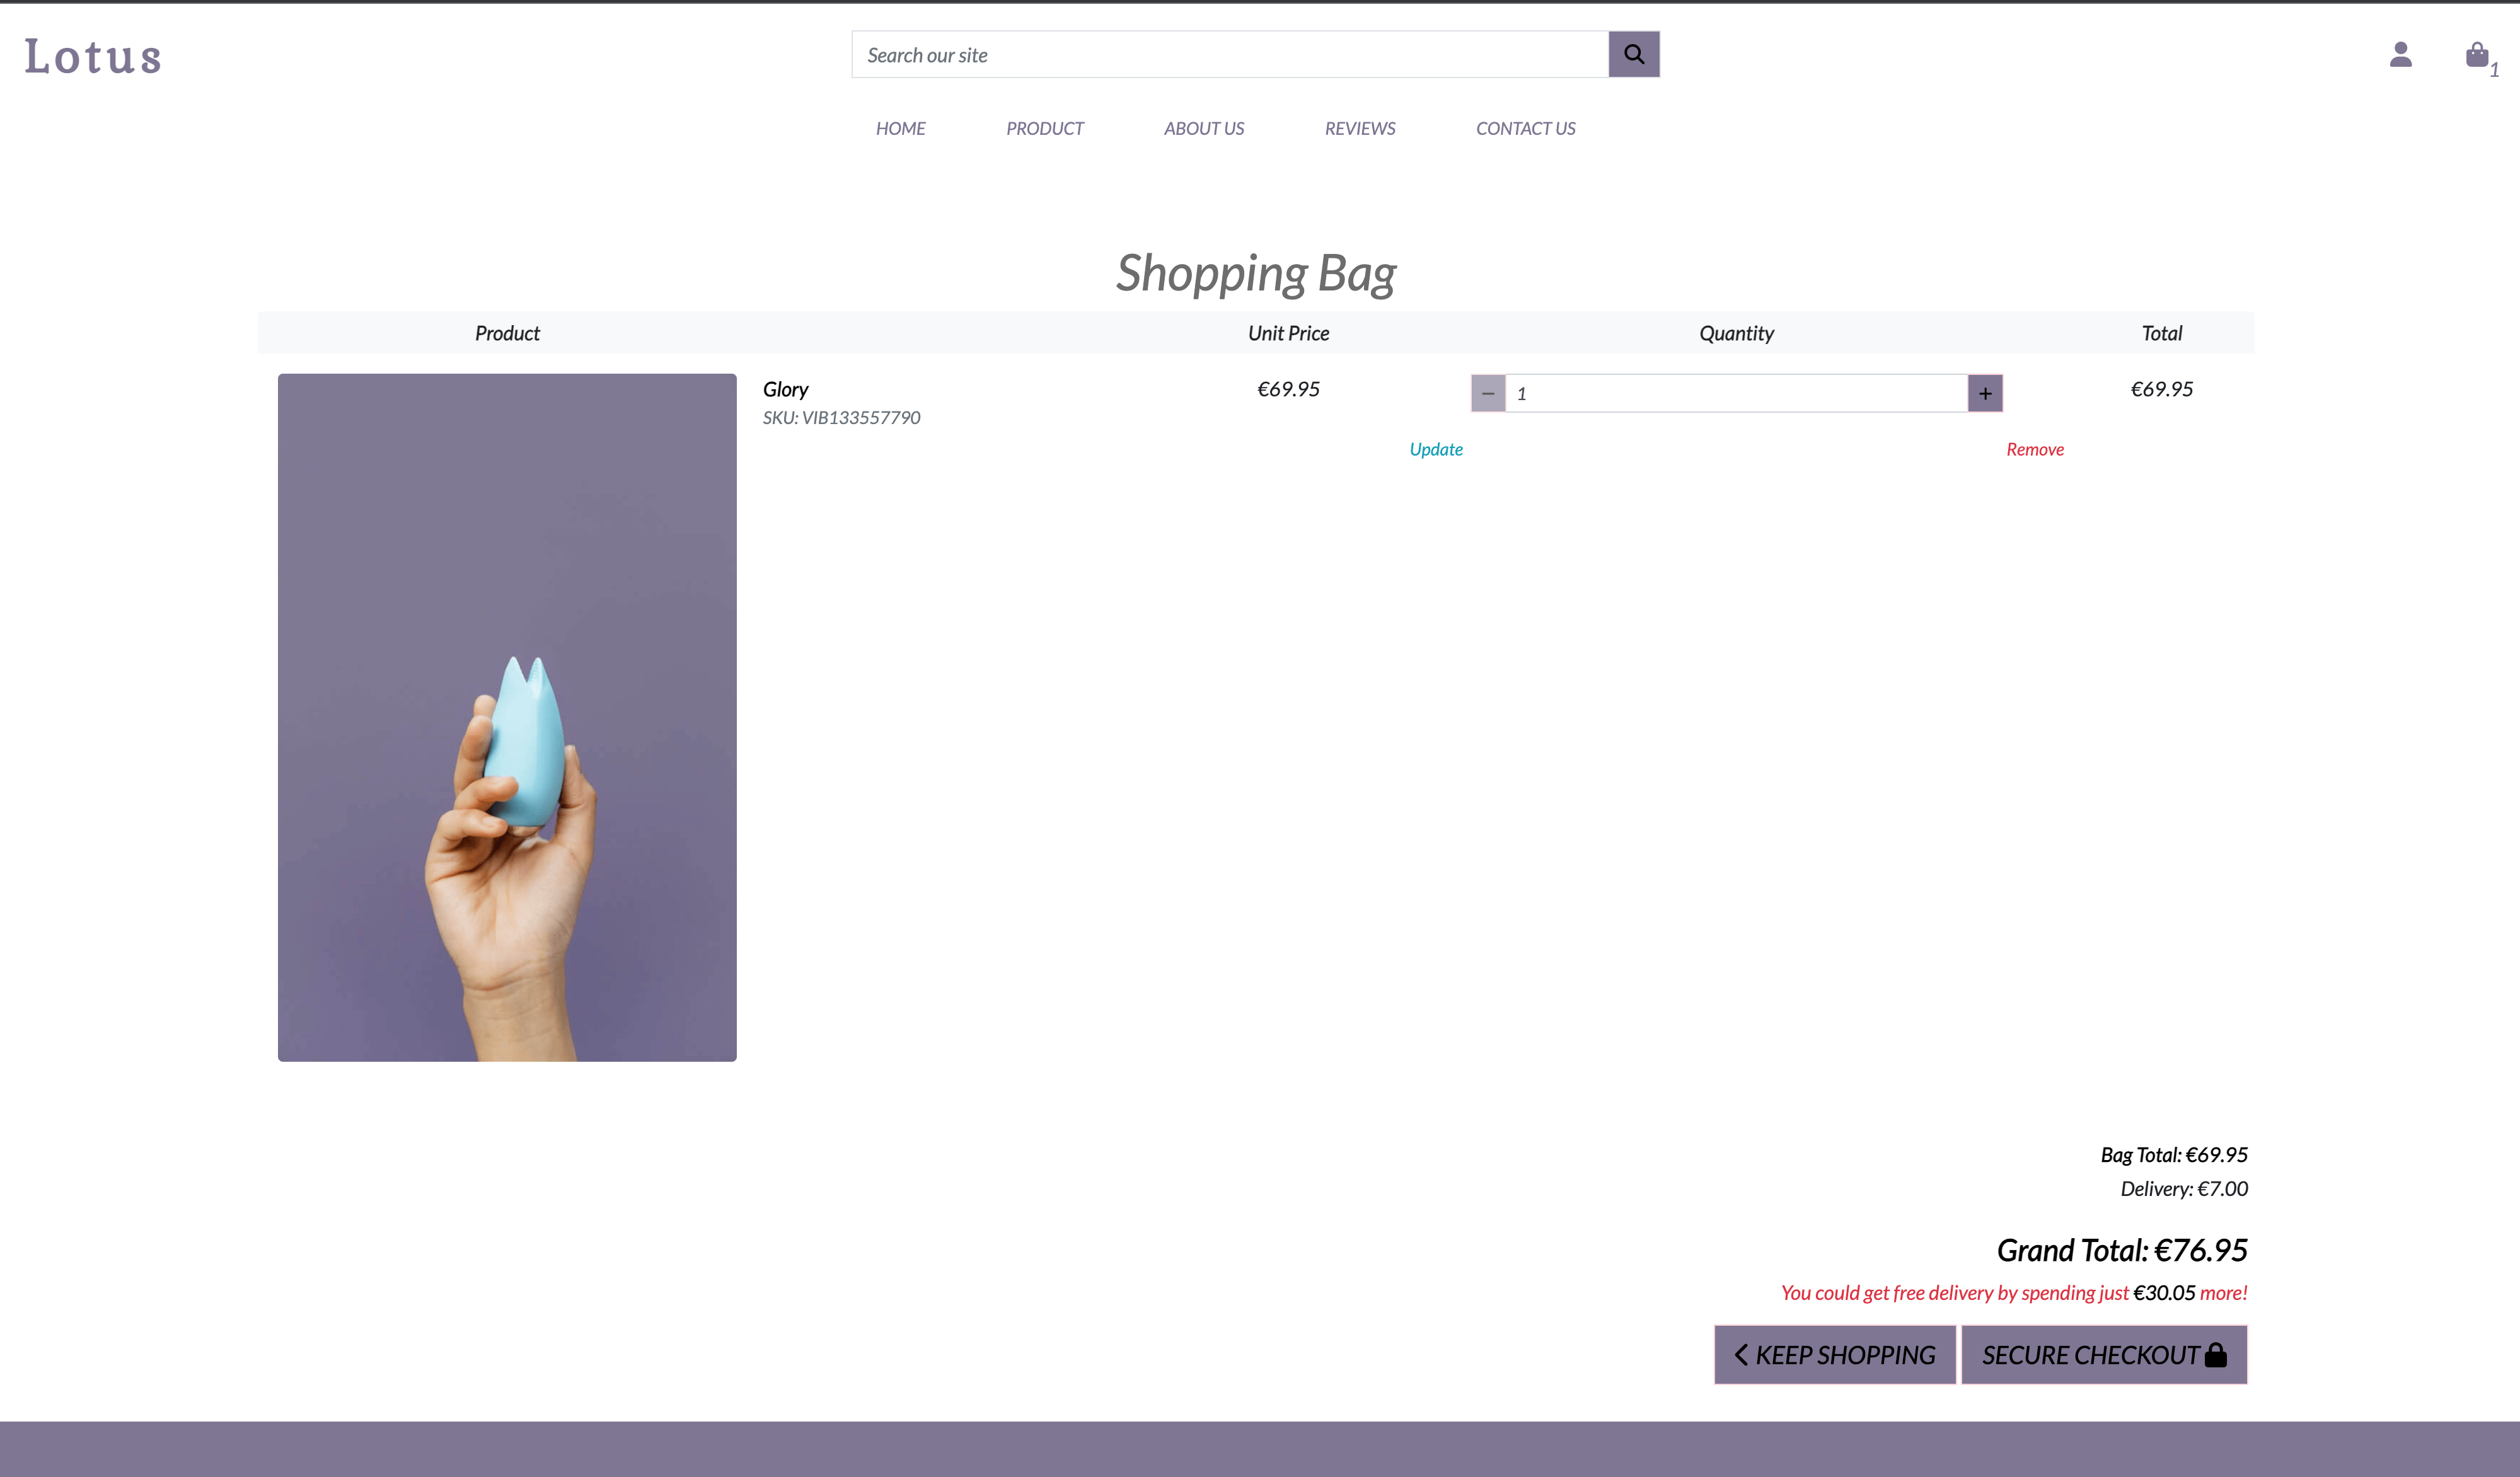 Lotus
Search our site
1
HOME PRODUCT ABOUT US REVIEWS CONTACT US
Shopping Bag
Product Unit Price Quantity Total
Glory €69.95 − 1 + €69.95
SKU: VIB133557790
Update Remove
Bag Total: €69.95
Delivery: €7.00
Grand Total: €76.95
You could get free delivery by spending just €30.05 more!
KEEP SHOPPING SECURE CHECKOUT